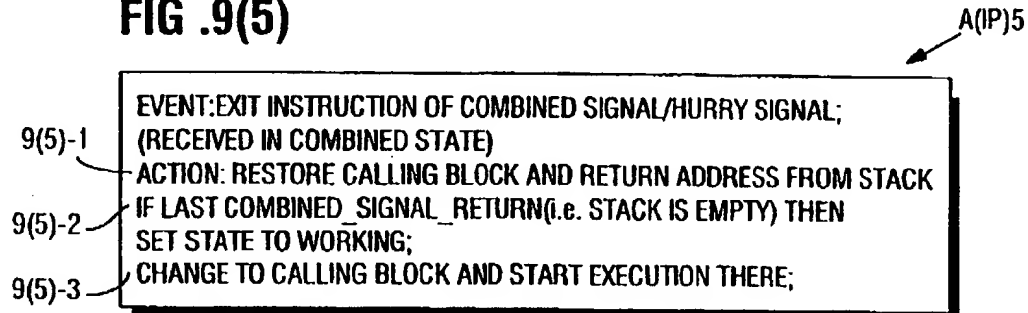 FIG .9(5)
A(IP)5
EVENT:EXIT INSTRUCTION OF COMBINED SIGNAL/HURRY SIGNAL;
(RECEIVED IN COMBINED STATE)
9(5)-1
ACTION: RESTORE CALLING BLOCK AND RETURN ADDRESS FROM STACK
9(5)-2
IF LAST COMBINED_SIGNAL_RETURN(i.e. STACK IS EMPTY) THEN
SET STATE TO WORKING;
9(5)-3
CHANGE TO CALLING BLOCK AND START EXECUTION THERE;